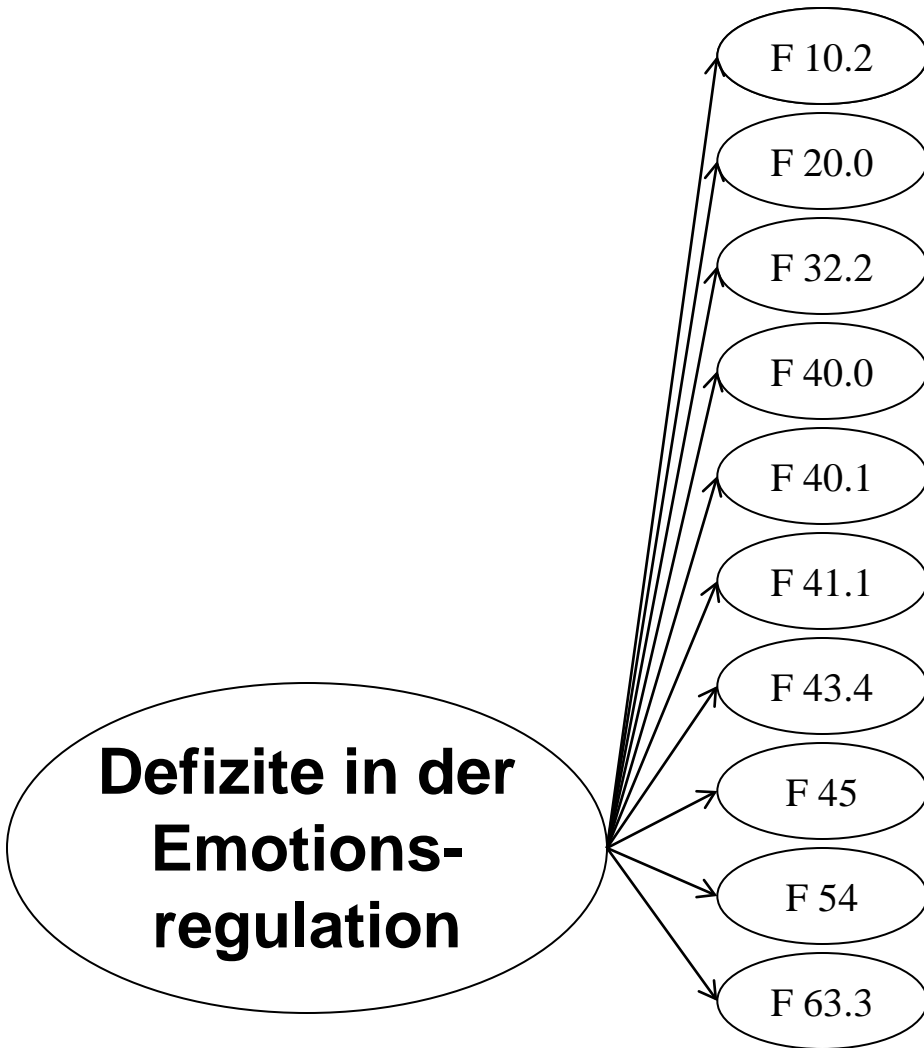 F 10.2
F 20.0
F 32.2
F 40.0
F 40.1
F 41.1
F 43.4
Defizite in der
Emotions-
regulation
F 45
F 54
F 63.3